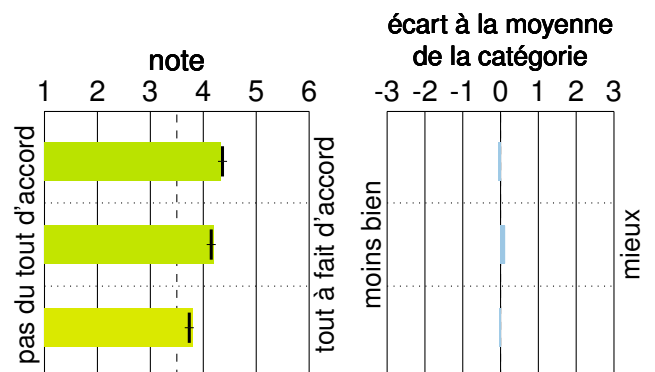 note
1 2 3 4 5 6
pas du tout d'accord
tout à fait d'accord
écart à la moyenne
de la catégorie
-3 -2 -1 0 1 2 3
moins bien
mieux